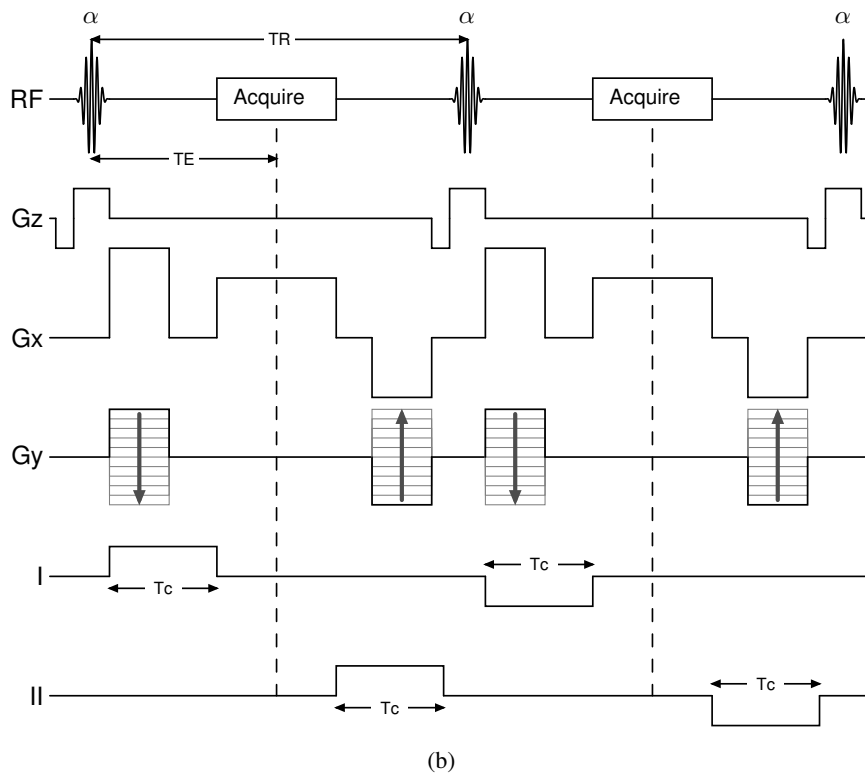 α α α
TR
RF Acquire Acquire
TE
Gz
Gx
Gy
I Tc Tc
II Tc Tc
(b)